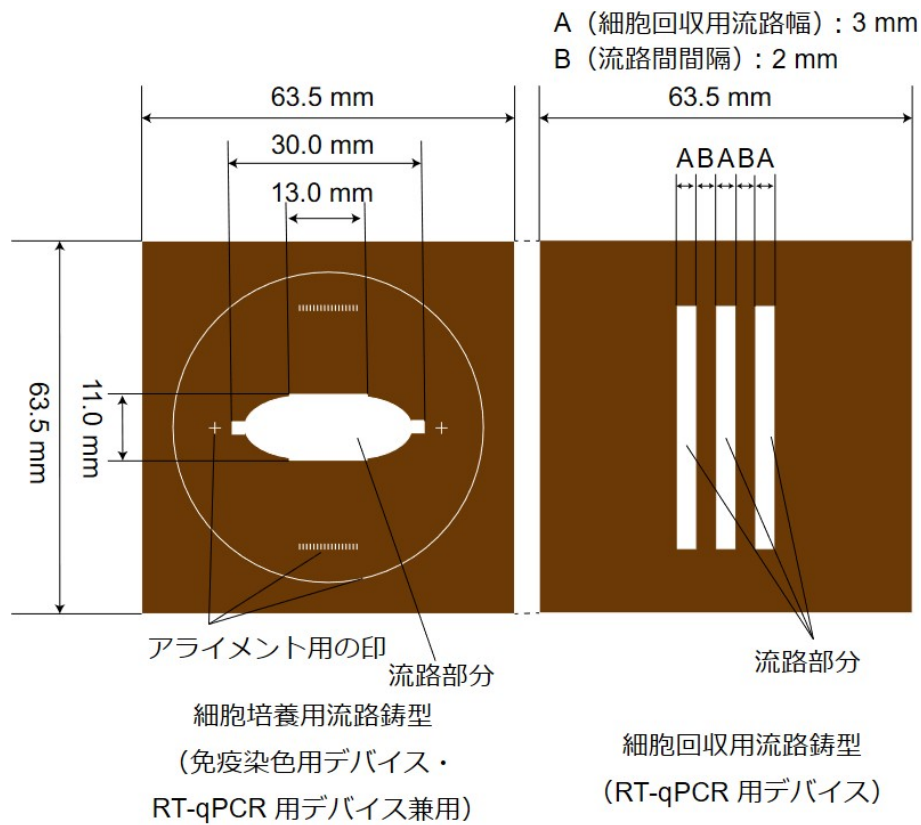 A（細胞回収用流路幅）: 3 mm
B（流路間間隔）: 2 mm
63.5 mm
63.5 mm
30.0 mm
13.0 mm
A B A B A
63.5 mm
11.0 mm
アライメント用の印
流路部分
流路部分
細胞培養用流路鋳型
（免疫染色用デバイス・
RT-qPCR 用デバイス兼用）
細胞回収用流路鋳型
（RT-qPCR 用デバイス）